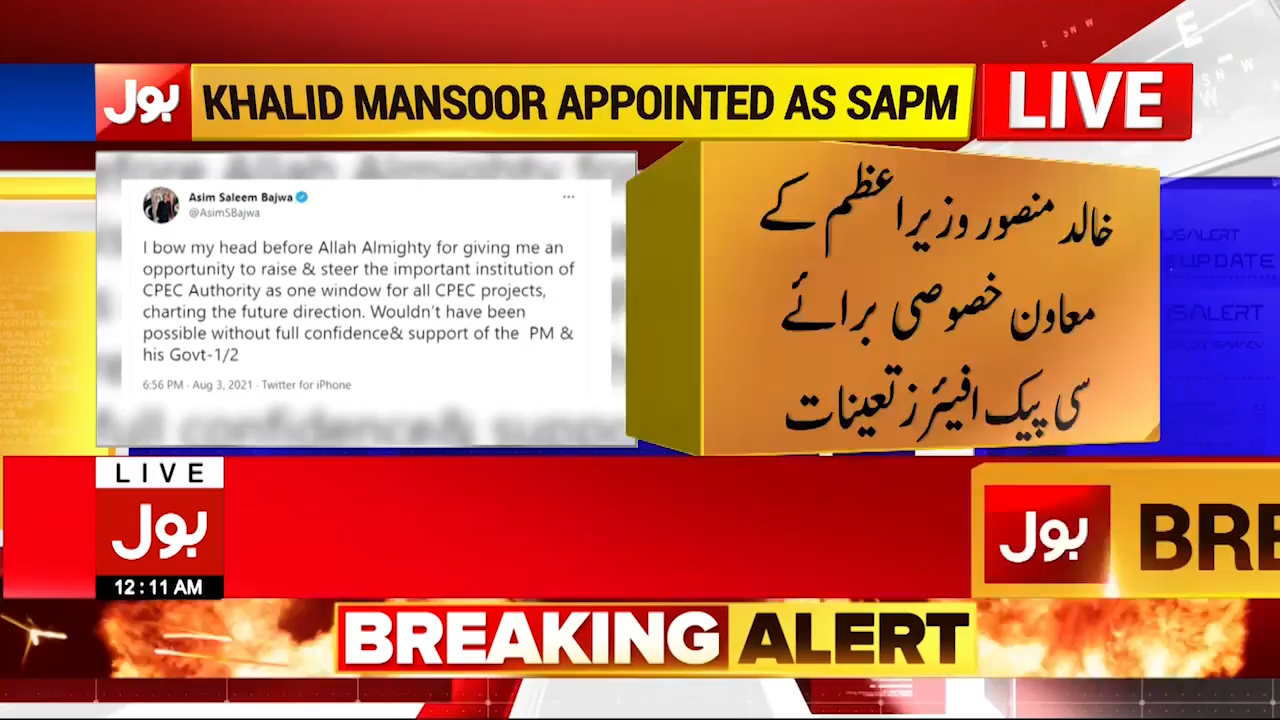 بول
KHALID MANSOOR APPOINTED AS SAPM
LIVE
Asim Saleem Bajwa
@AsimSBajwa
I bow my head before Allah Almighty for giving me an
opportunity to raise & steer the important institution of
CPEC Authority as one window for all CPEC projects,
charting the future direction. Wouldn't have been
possible without full confidence& support of the PM &
his Govt-1/2
6:56 PM · Aug 3, 2021 · Twitter for iPhone
خالد منصور وزیراعظم کے
معاون خصوصی برائے
سی پیک افیئرز تعینات
LIVE
بول
12:11 AM
بول
BRE
BREAKING ALERT